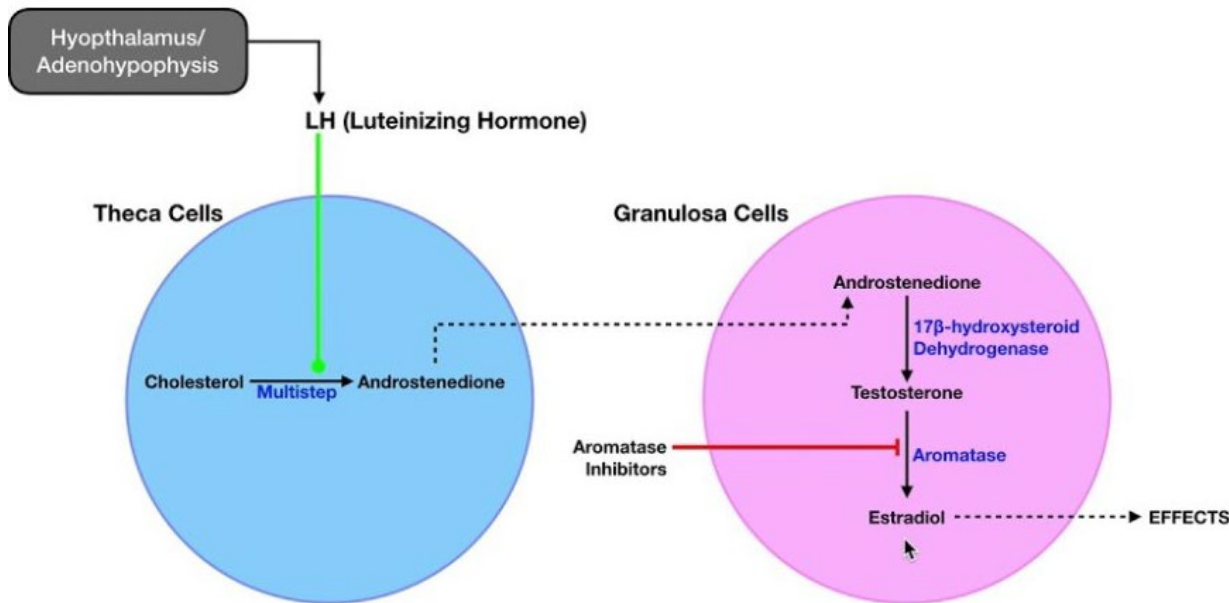 Hyopthalamus/
Adenohypophysis
LH (Luteinizing Hormone)
Theca Cells
Granulosa Cells
Androstenedione
17β-hydroxysteroid
Dehydrogenase
Cholesterol
Multistep
Androstenedione
Testosterone
Aromatase
Inhibitors
Aromatase
Estradiol
EFFECTS